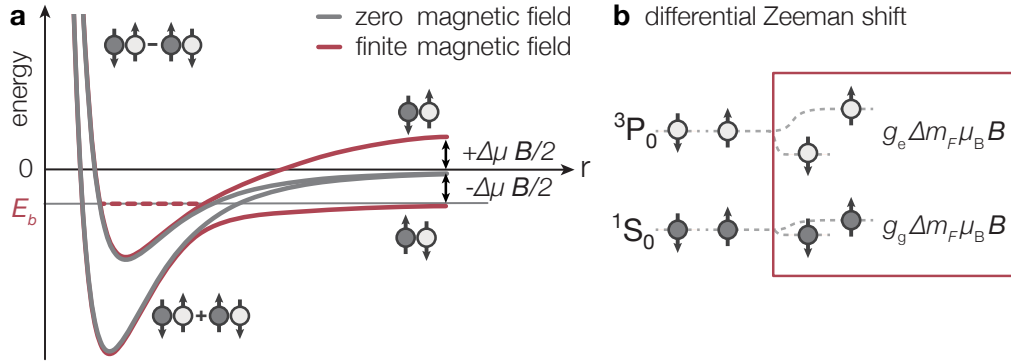 a
zero magnetic field
finite magnetic field
energy
−
0
r
+Δμ B/2
-Δμ B/2
E_b
+
b differential Zeeman shift
³P₀
g_e Δm_F μ_B B
¹S₀
g_g Δm_F μ_B B